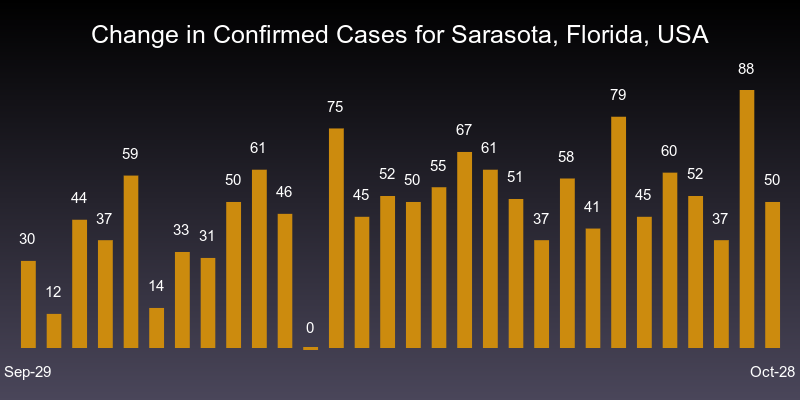 Change in Confirmed Cases for Sarasota, Florida, USA
30 12 44 37 59 14 33 31 50 61 46 0 75 45 52 50 55 67 61 51 37 58 41 79 45 60 52 37 88 50
Sep-29 Oct-28